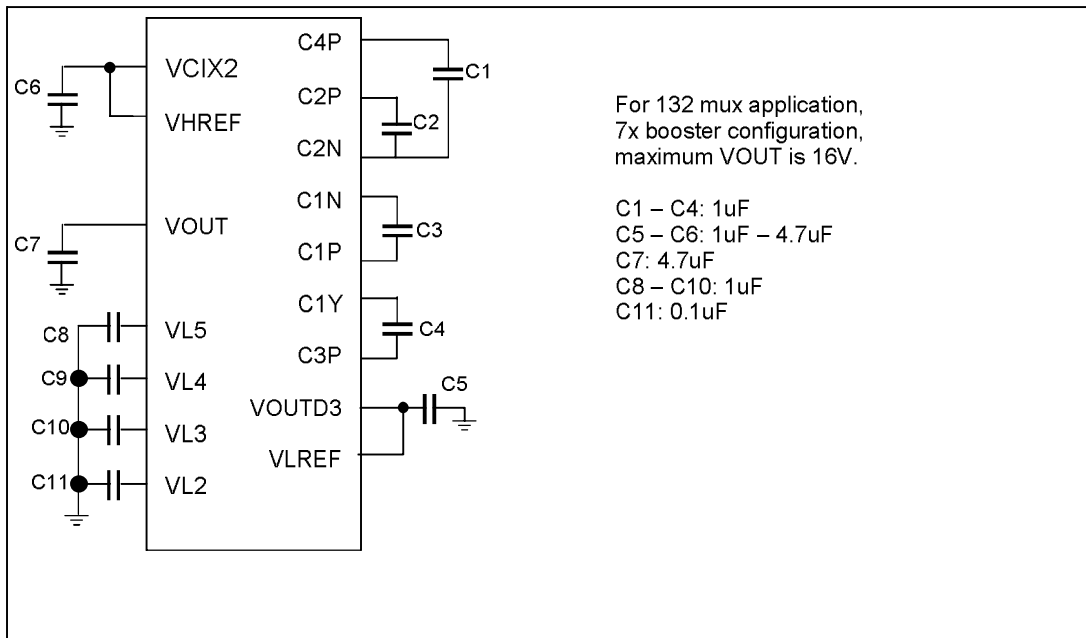 C4P
C1
VCIX2
C6
C2P
C2
VHREF
C2N
For 132 mux application,
7x booster configuration,
maximum VOUT is 16V.
C1N
C3
C1P
VOUT
C7
C1 – C4: 1uF
C5 – C6: 1uF – 4.7uF
C7: 4.7uF
C8 – C10: 1uF
C11: 0.1uF
C1Y
C4
C3P
C8
VL5
C9
VL4
VOUTD3
C5
C10
VL3
VLREF
C11
VL2